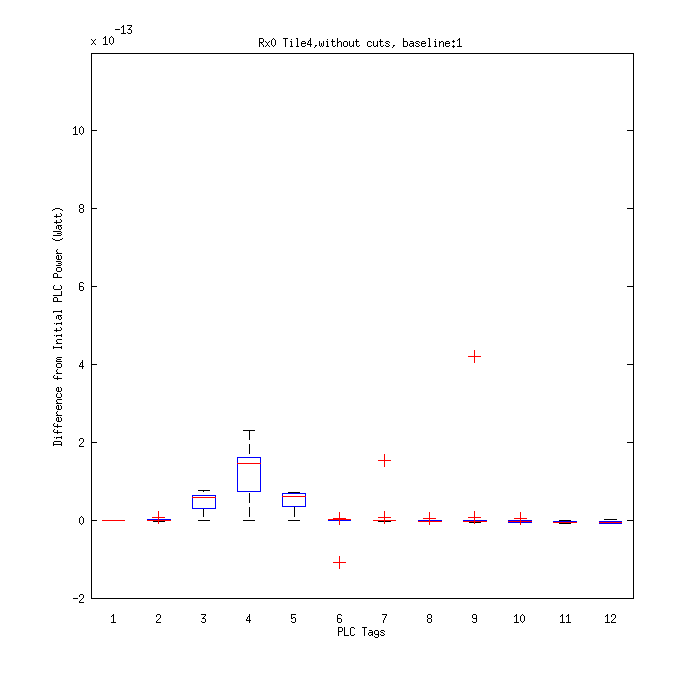 x 10-13
Rx0 Tile4,without cuts, baseline:1
Difference from Initial PLC Power (Watt)
10
8
6
4
2
0
-2
1 2 3 4 5 6 7 8 9 10 11 12
PLC Tags